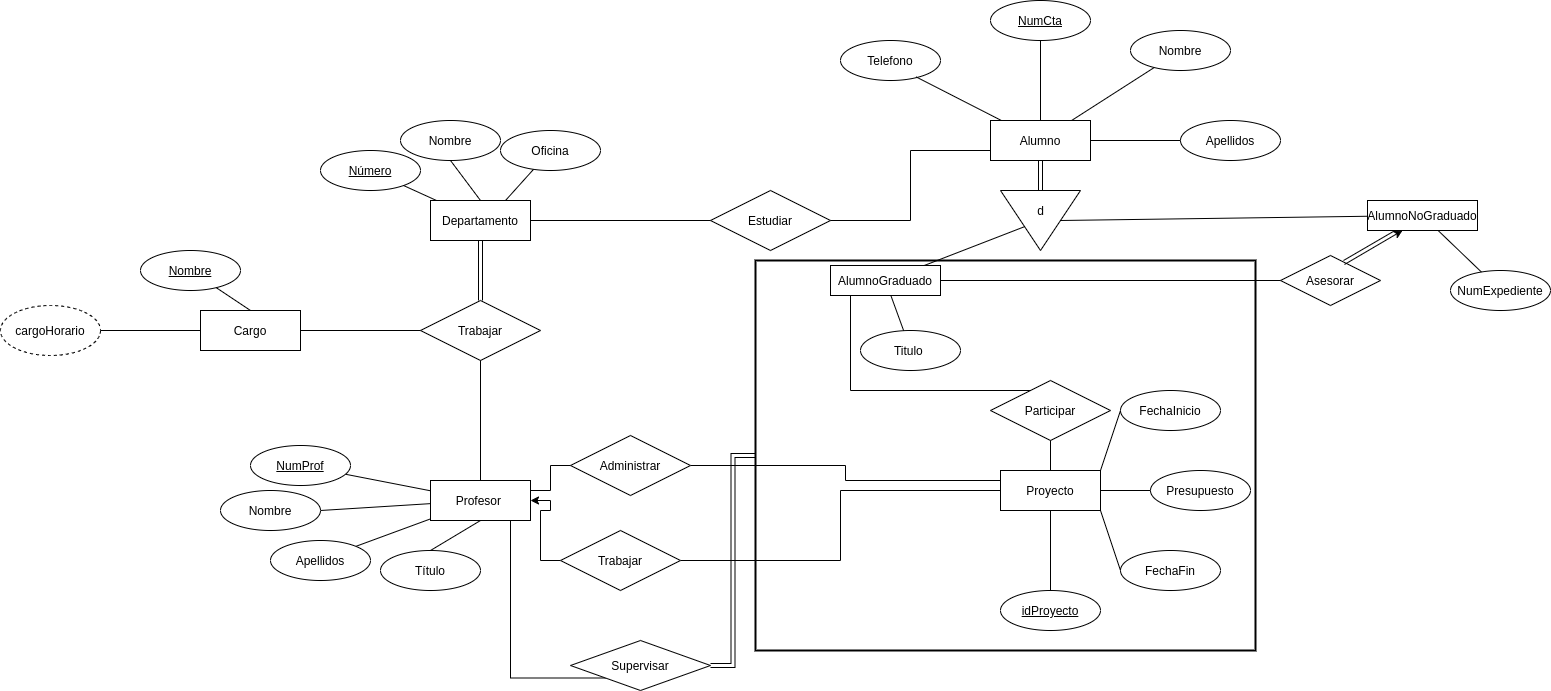 NumCta
Telefono
Nombre
Alumno
Apellidos
Nombre
Oficina
Número
Departamento
Estudiar
d
AlumnoNoGraduado
Nombre
AlumnoGraduado
Asesorar
NumExpediente
cargoHorario
Cargo
Trabajar
Titulo
Participar
FechaInicio
NumProf
Administrar
Profesor
Proyecto
Presupuesto
Nombre
Apellidos
Título
Trabajar
FechaFin
idProyecto
Supervisar